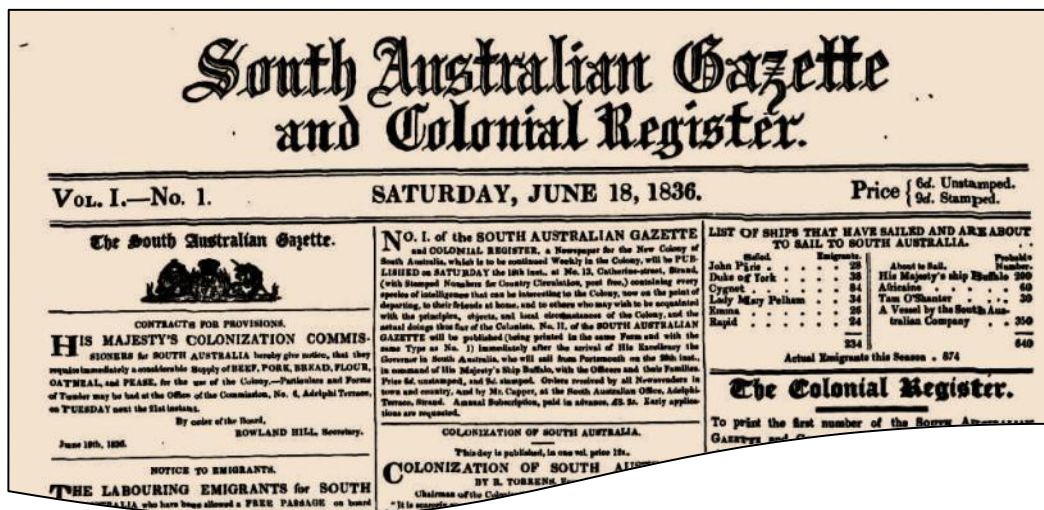 South Australian Gazette
and Colonial Register.
VOL. I.—No. 1.
SATURDAY, JUNE 18, 1836.
Price { 6d. Unstamped.
9d. Stamped.
The South Australian Gazette.
CONTRACTS FOR PROVISIONS.
HIS MAJESTY'S COLONIZATION COMMIS-
SIONERS for SOUTH AUSTRALIA hereby give notice, that they
require immediately a considerable Supply of BEEF, PORK, BREAD, FLOUR,
OATMEAL, and PEASE, for the use of the Colony.—Particulars and Forms
of Tender may be had at the Office of the Commission, No. 6, Adelphi Terrace,
on TUESDAY next the 21st instant.
By order of the Board,
ROWLAND HILL, Secretary.
June 18th, 1836.
NOTICE TO EMIGRANTS.
THE LABOURING EMIGRANTS for SOUTH
who have been allowed a FREE PASSAGE on board
NO. I. of the SOUTH AUSTRALIAN GAZETTE
and COLONIAL REGISTER, a Newspaper for the New Colony of
South Australia, which is to be continued Weekly in the Colony, will be PUB-
LISHED on SATURDAY the 18th inst., at No. 13, Catherine-street, Strand,
(with Stamped Numbers for Country Circulation, post free,) containing every
species of intelligence that can be interesting to the Colony, now on the point of
departing, to their friends at home, and to others who may wish to be acquainted
with the principles, objects, and local circumstances of the Colony, and the
actual doings thus far of the Colonists. No. II. of the SOUTH AUSTRALIAN
GAZETTE will be published (being printed in the same Form and with the
same Type as No. 1) immediately after the arrival of His Excellency the
Governor in South Australia, who will sail from Portsmouth on the 20th inst.,
in command of His Majesty's Ship Buffalo, with the Officers and their Families.
Price 6d. unstamped, and 9d. stamped. Orders received by all Newsvenders in
town and country, and by Mr. Capper, at the South Australian Office, Adelphi-
Terrace, Strand. Annual Subscription, paid in advance, £2. 2s. Early applica-
tions are requested.
COLONIZATION OF SOUTH AUSTRALIA.
This day is published, in one vol. price 12s.,
COLONIZATION OF SOUTH
BY R. TORRENS,
Chairman of the
"It is scarcely
LIST OF SHIPS THAT HAVE SAILED AND ARE ABOUT
TO SAIL TO SOUTH AUSTRALIA.
Sailed. Emigrants.
John Pirie . . . . . 28
Duke of York . . . . 38
Cygnet . . . . . 84
Lady Mary Pelham . . . 34
Emma . . . . . 26
Rapid . . . . . 24
234
About to Sail. Probable
Number.
His Majesty's ship Buffalo 200
Africaine . . . . 60
Tam O'Shanter . . . 30
A Vessel by the South Aus-
tralian Company . . 350
640
Actual Emigrants this Season . 874
The Colonial Register.
To print the first number of the SOUTH AUSTRALIAN
GAZETTE and